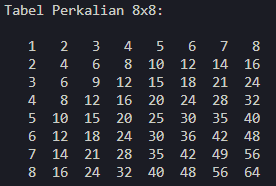 Tabel Perkalian 8x8:

   1   2   3   4   5   6   7   8
   2   4   6   8  10  12  14  16
   3   6   9  12  15  18  21  24
   4   8  12  16  20  24  28  32
   5  10  15  20  25  30  35  40
   6  12  18  24  30  36  42  48
   7  14  21  28  35  42  49  56
   8  16  24  32  40  48  56  64